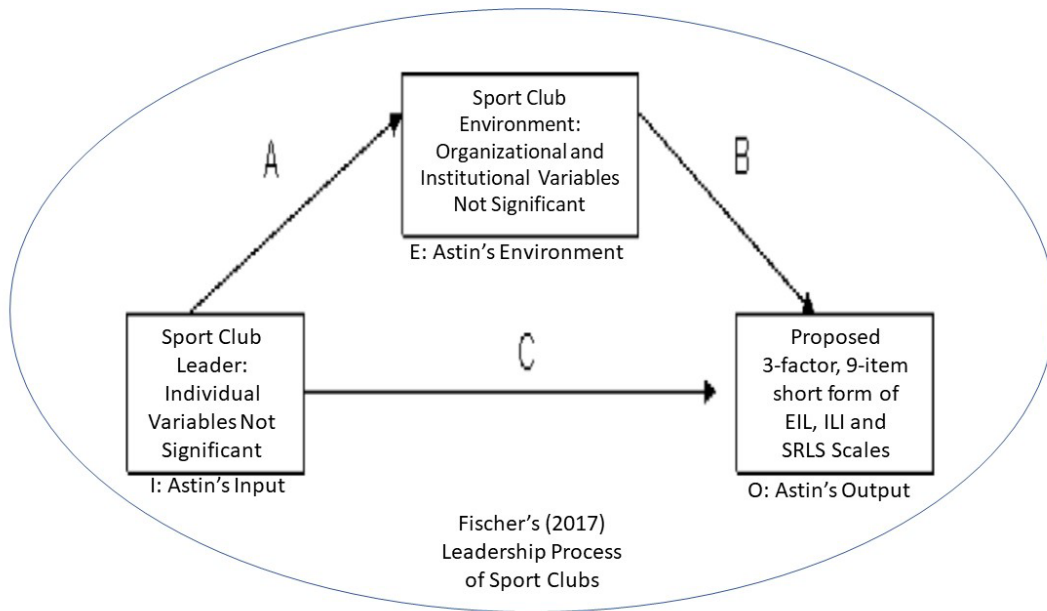 Sport Club
Environment:
Organizational and
Institutional Variables
Not Significant
E: Astin's Environment
A
B
Sport Club
Leader:
Individual
Variables Not
Significant
I: Astin's Input
C
Proposed
3-factor, 9-item
short form of
EIL, ILI and
SRLS Scales
O: Astin's Output
Fischer's (2017)
Leadership Process
of Sport Clubs